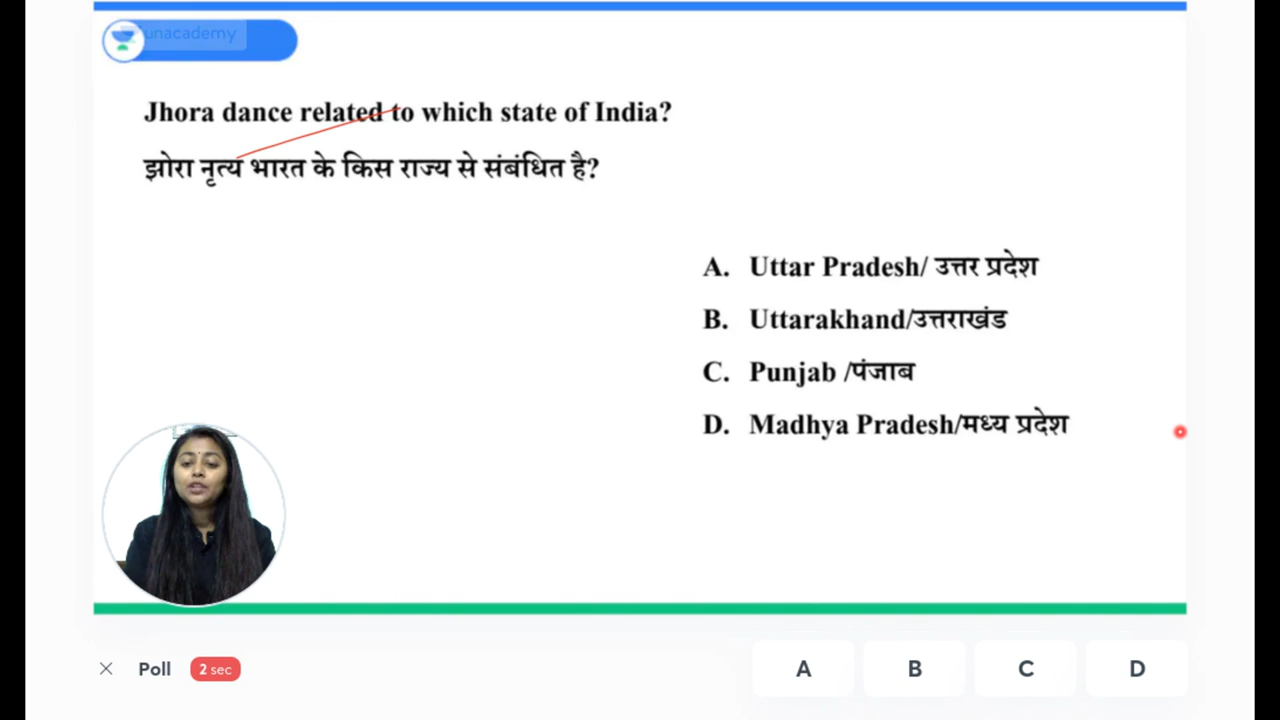 unacademy
Jhora dance related to which state of India?
झोरा नृत्य भारत के किस राज्य से संबंधित है?
A. Uttar Pradesh/ उत्तर प्रदेश
B. Uttarakhand/उत्तराखंड
C. Punjab /पंजाब
D. Madhya Pradesh/मध्य प्रदेश
Poll 2 sec A B C D